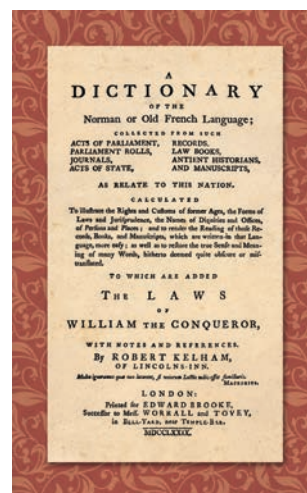 A
DICTIONARY
OF THE
Norman or Old French Language;
COLLECTED FROM SUCH
ACTS OF PARLIAMENT, RECORDS,
PARLIAMENT ROLLS, LAW BOOKS,
JOURNALS, ANTIENT HISTORIANS,
ACTS OF STATE, AND MANUSCRIPTS,
AS RELATE TO THIS NATION.
CALCULATED
To illustrate the Rights and Customs of former Ages, the Forms of
Laws and Jurisprudence, the Names of Dignities and Offices,
of Persons and Places; and to render the Reading of those Re-
cords, Books, and Manuscripts, which are written in that Lan-
guage, more easy; as well as to restore the true Sense and Mean-
ing of many Words, hitherto deemed quite obscure or mis-
translated.
TO WHICH ARE ADDED
THE LAWS
OF
WILLIAM THE CONQUEROR,
WITH NOTES AND REFERENCES.
By ROBERT KELHAM,
OF LINCOLNS-INN.
LONDON:
Printed for EDWARD BROOKE,
Successor to Mess. WORRALL and TOVEY,
in BELL-YARD, near TEMPLE-BAR.
MDCCLXXIX.